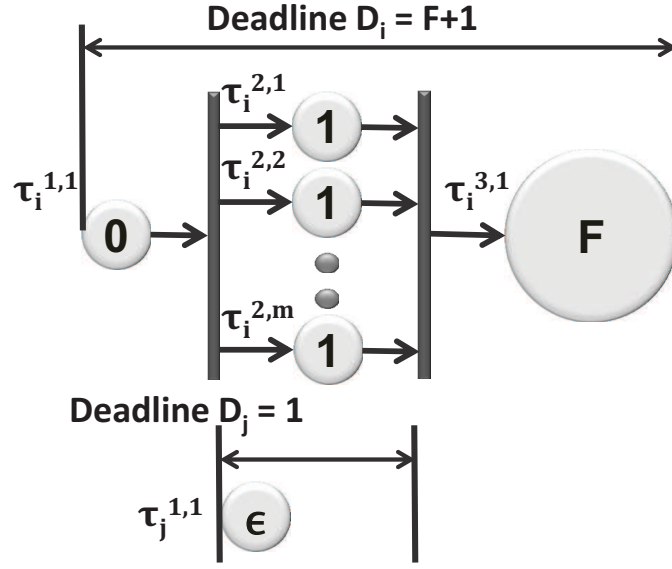 Deadline Dᵢ = F+1
τᵢ²,¹
1
τᵢ²,²
τᵢ¹,¹
1
τᵢ³,¹
0
F
τᵢ²,ᵐ
1
Deadline Dⱼ = 1
τⱼ¹,¹
ϵ